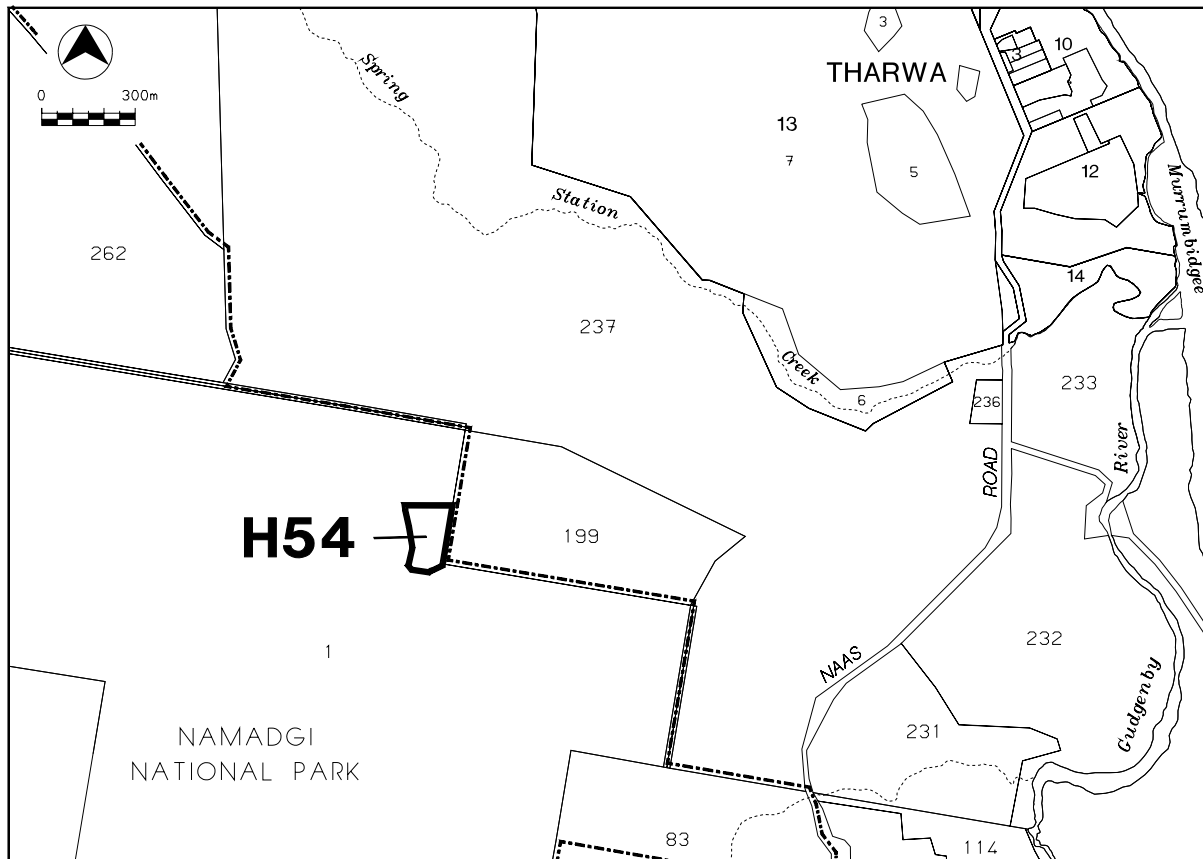 0 300m
Spring
3
3
10
THARWA
13
7
5
12
Murrumbidgee
Station
262
14
237
Creek
6
236
233
ROAD
River
H54
199
1
NAAS
232
231
Gudgenby
NAMADGI
NATIONAL PARK
83
114